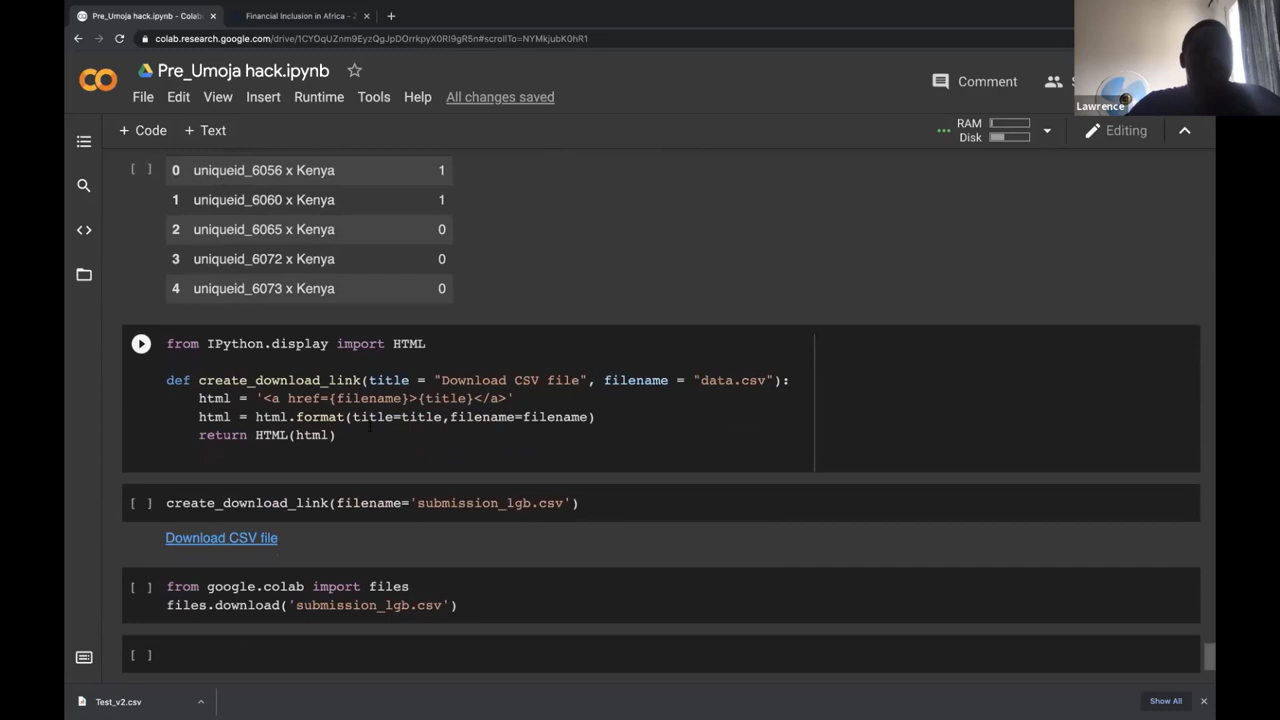 Pre_Umoja hack.ipynb - Colab
Financial Inclusion in Africa - Z
colab.research.google.com/drive/1CYOqUZnm9EyzQgJpDOrrkpyX0RI9gR5n#scrollTo=NYMkjubK0hR1
Pre_Umoja hack.ipynb
Comment
Lawrence
File Edit View Insert Runtime Tools Help All changes saved
+ Code + Text
RAM
Disk
Editing
[ ] 0 uniqueid_6056 x Kenya 1
1 uniqueid_6060 x Kenya 1
2 uniqueid_6065 x Kenya 0
3 uniqueid_6072 x Kenya 0
4 uniqueid_6073 x Kenya 0
from IPython.display import HTML
def create_download_link(title = "Download CSV file", filename = "data.csv"):
html = '<a href={filename}>{title}</a>'
html = html.format(title=title,filename=filename)
return HTML(html)
[ ] create_download_link(filename='submission_lgb.csv')
Download CSV file
[ ] from google.colab import files
files.download('submission_lgb.csv')
[ ]
Test_v2.csv
Show All